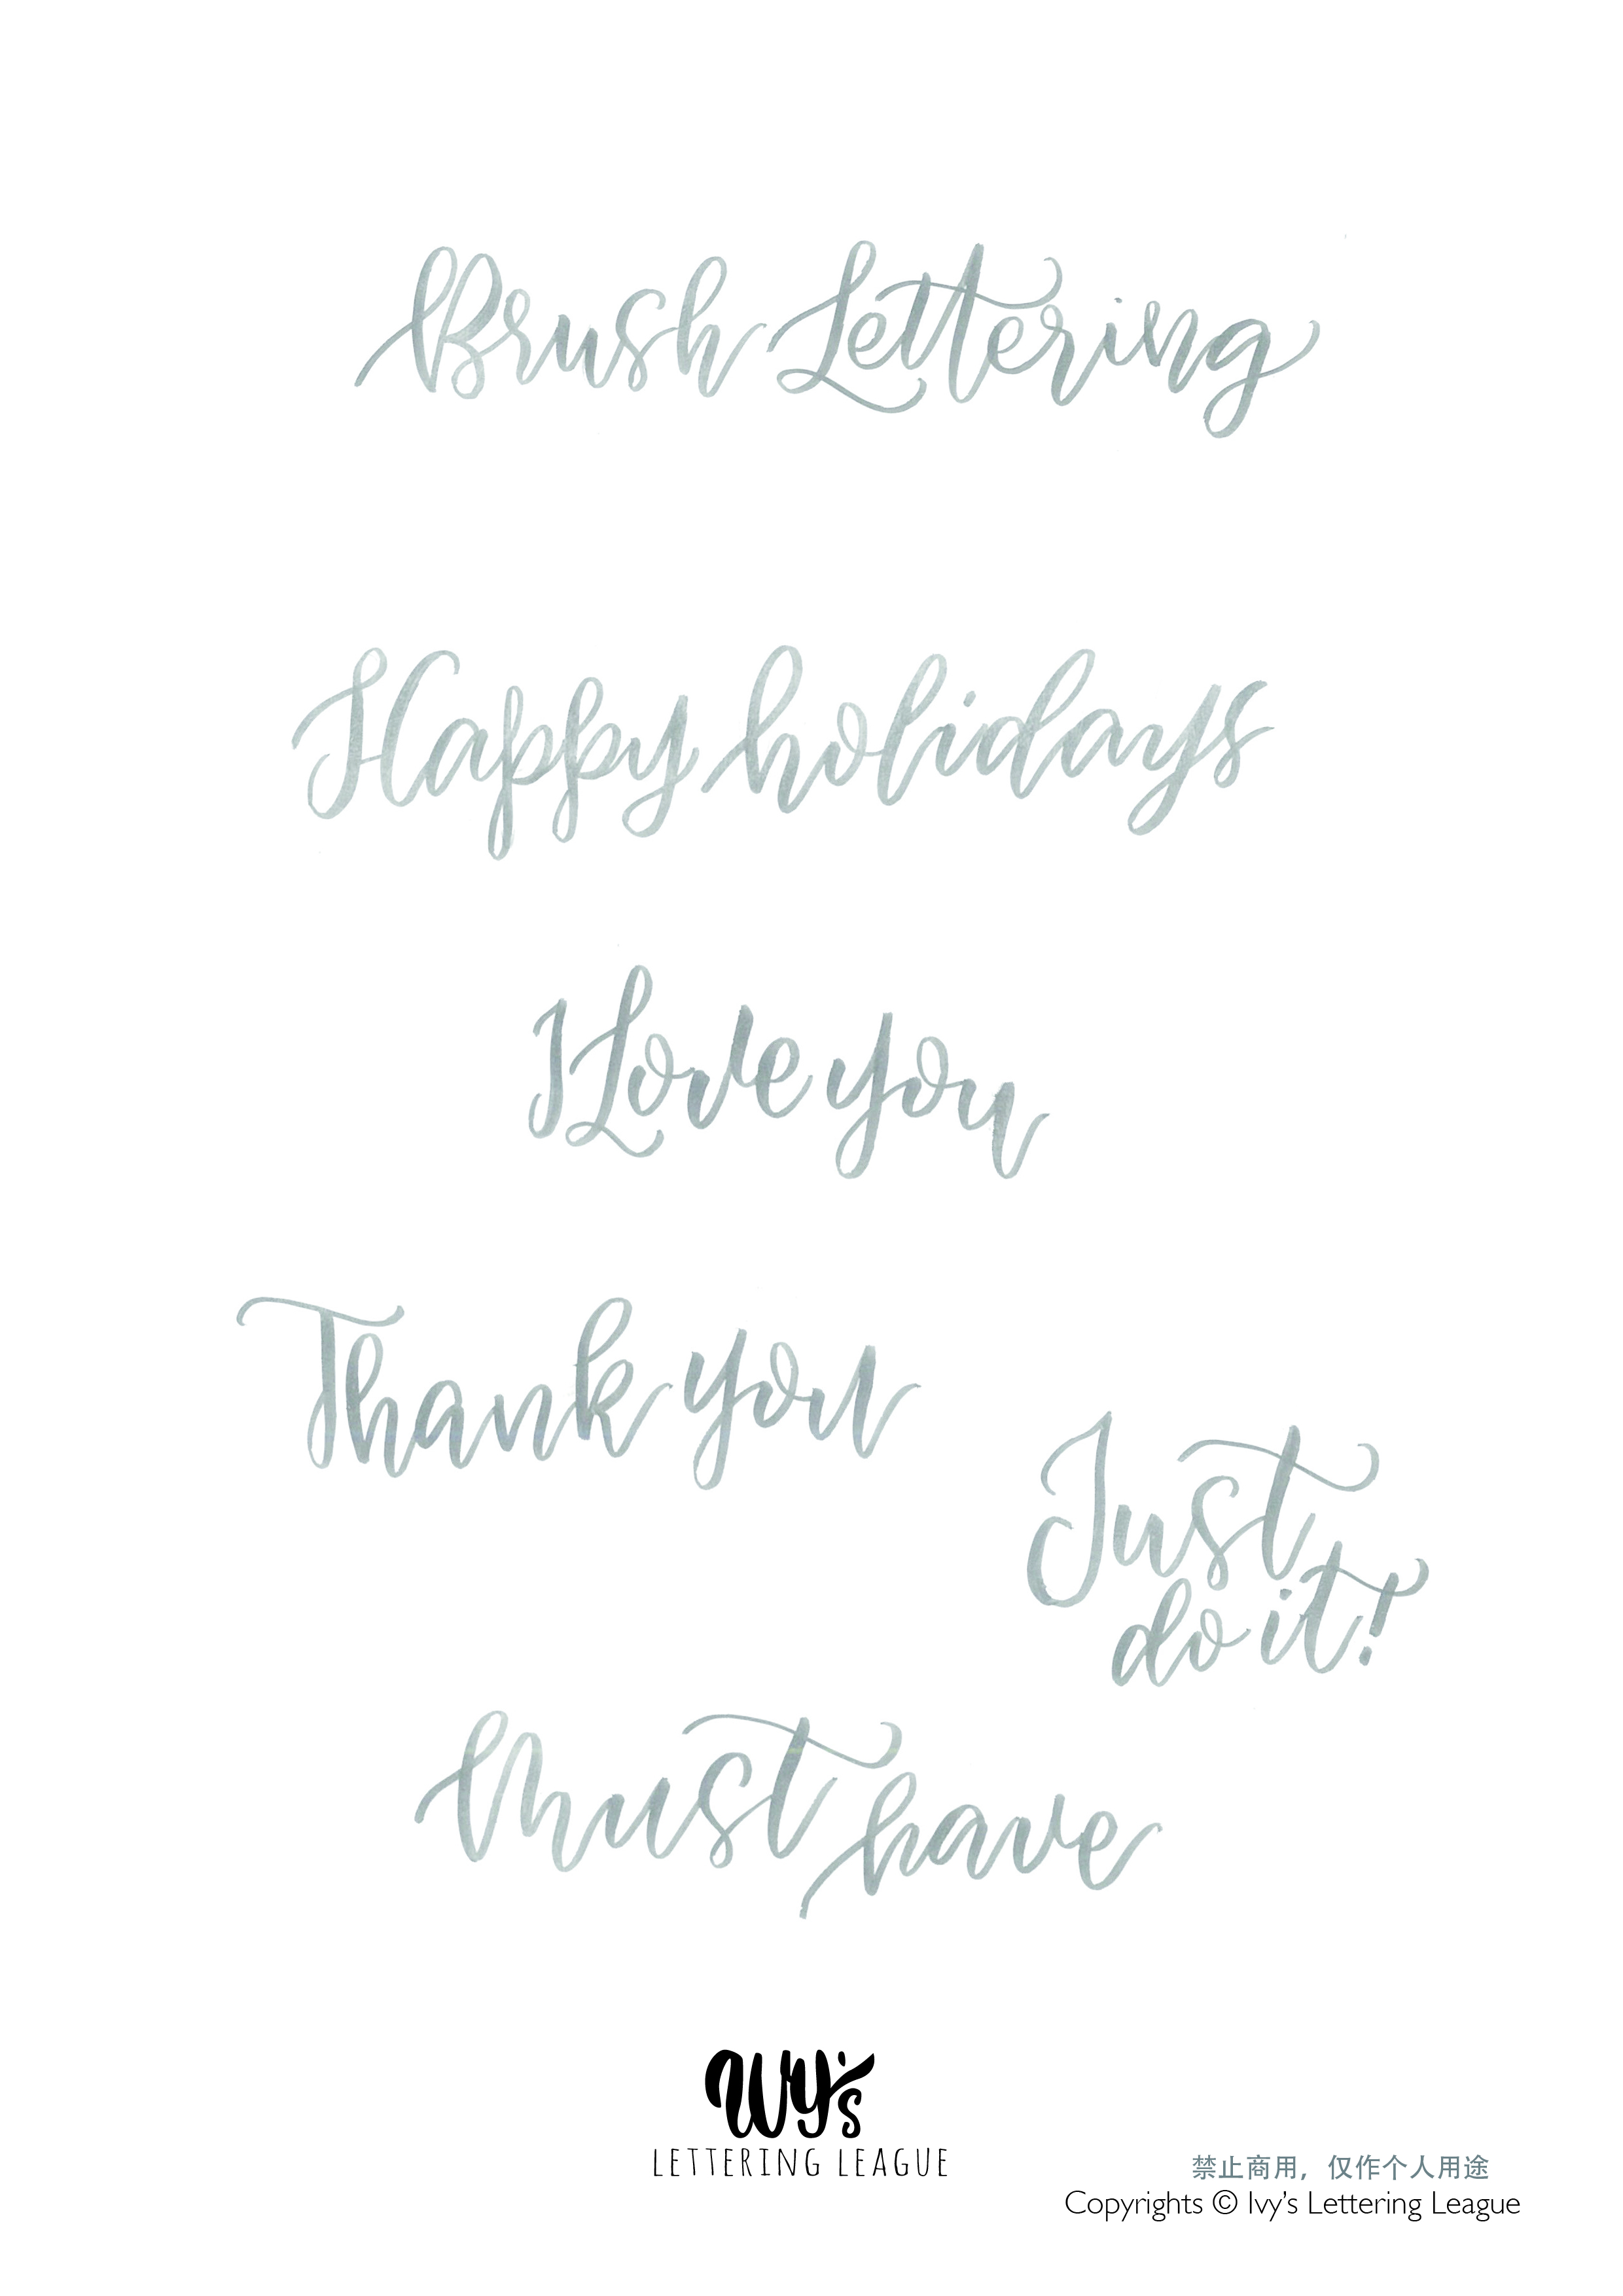 Brush Lettering
Happy holidays
I Love you
Thank you
Just
do it!
Must have
Ivy's
LETTERING LEAGUE
禁止商用，仅作个人用途
Copyrights © Ivy's Lettering League